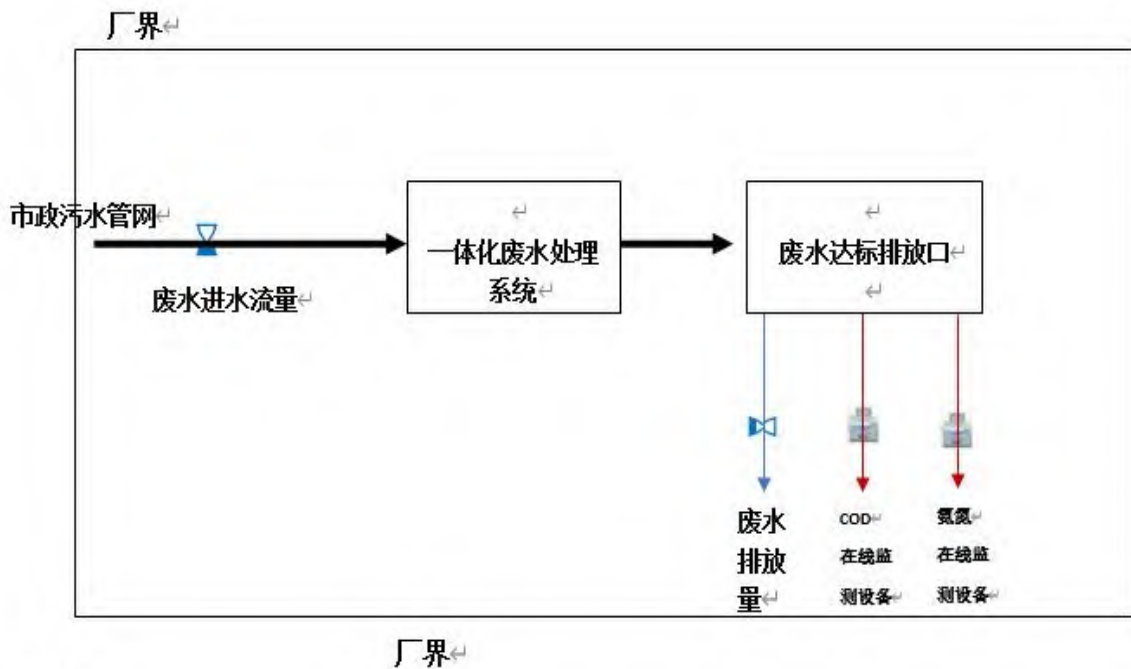 厂界
市政污水管网
废水进水流量
一体化废水处理
系统
废水达标排放口
废水
排放
量
COD
在线监
测设备
氨氮
在线监
测设备
厂界